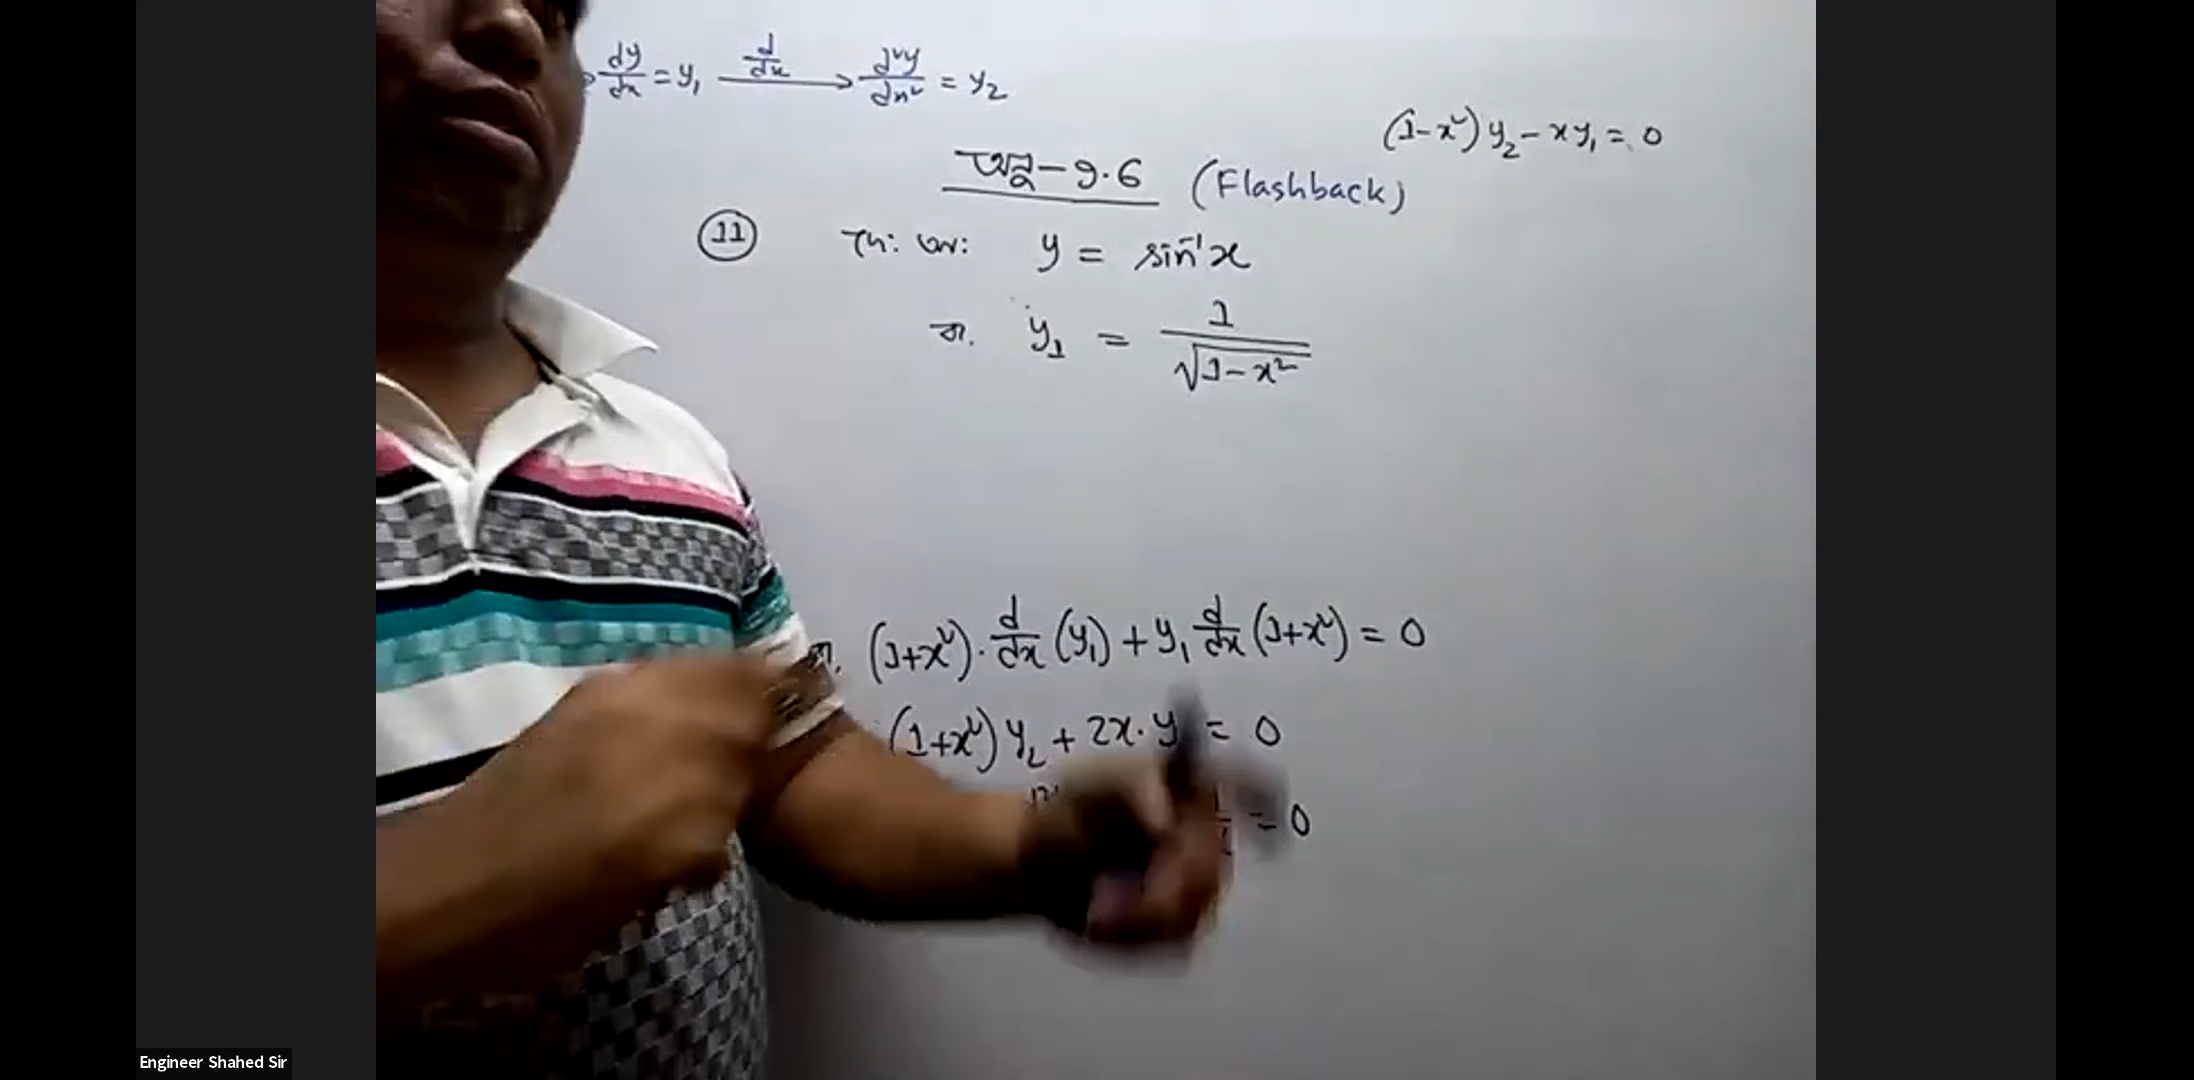 dy/dx = y₁ —d/dx→ d²y/dx² = y₂
(1-x²) y₂ - xy₁ = 0
অনু-9.6 (Flashback)
(11) y = sin⁻¹x
বা. y₁ = 1/√(1-x²)
বা. (1+x²). d/dx (y₁) + y₁ d/dx (1+x²) = 0
(1+x²) y₂ + 2x. y = 0
= 0
Engineer Shahed Sir